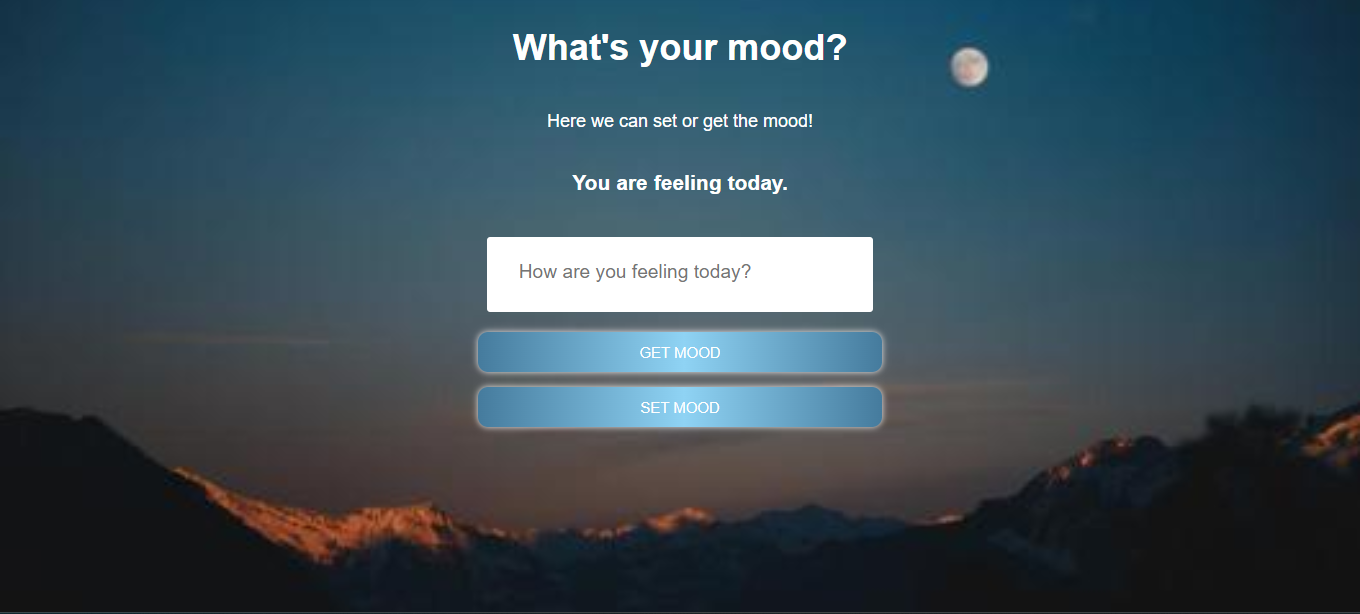 What's your mood?
Here we can set or get the mood!
You are feeling today.
How are you feeling today?
GET MOOD
SET MOOD